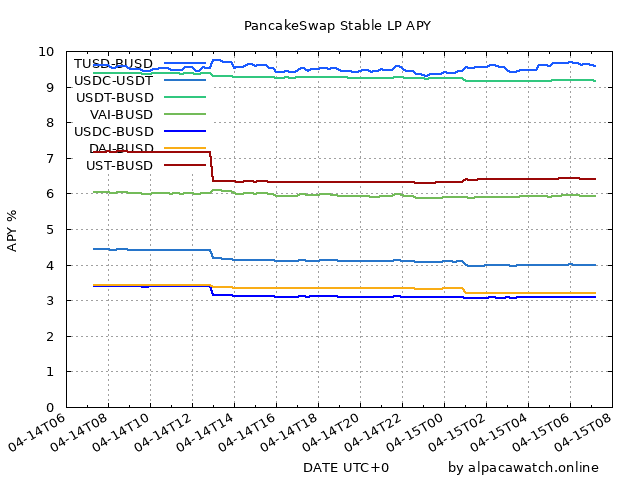 PancakeSwap Stable LP APY
10
9
8
7
6
5
4
3
2
1
0
APY %
TUSD-BUSD
USDC-USDT
USDT-BUSD
VAI-BUSD
USDC-BUSD
DAI-BUSD
UST-BUSD
04-14T06
04-14T08
04-14T10
04-14T12
04-14T14
04-14T16
04-14T18
04-14T20
04-14T22
04-15T00
04-15T02
04-15T04
04-15T06
04-15T08
DATE UTC+0
by alpacawatch.online